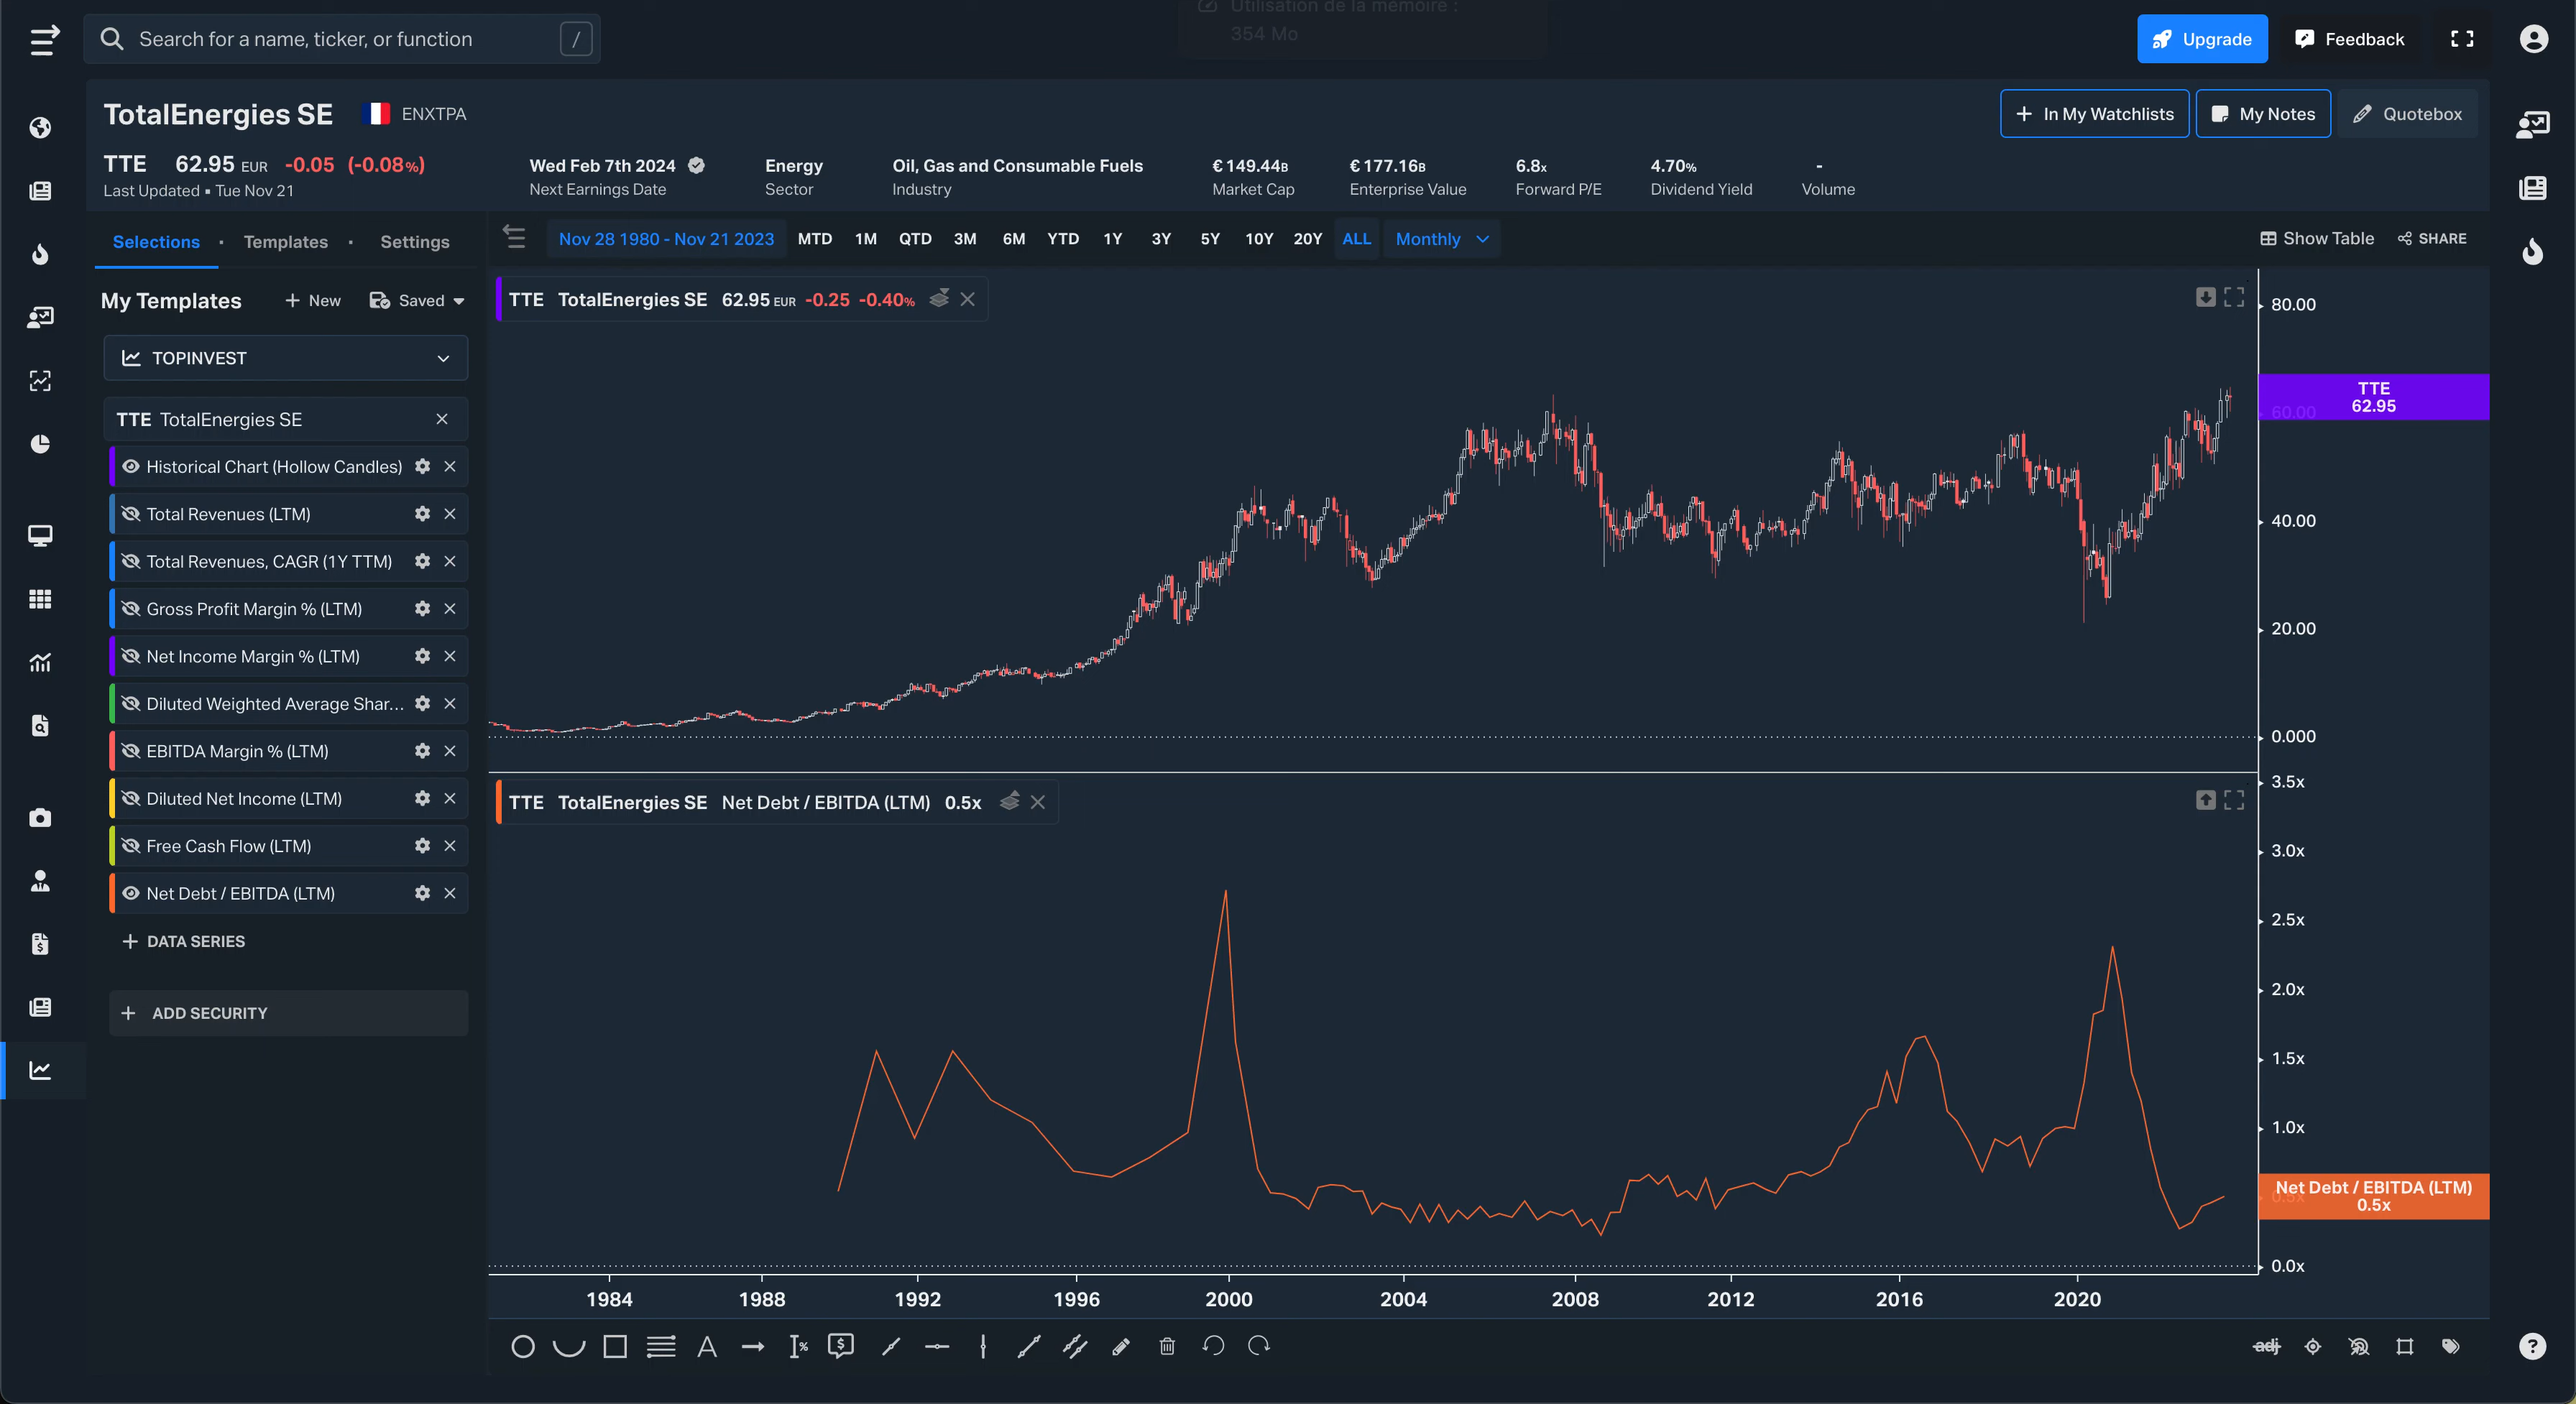 Utilisation de la mémoire :
354 Mo
Search for a name, ticker, or function /
Upgrade
Feedback
TotalEnergies SE ENXTPA
In My Watchlists
My Notes
Quotebox
TTE 62.95 EUR -0.05 (-0.08%)
Last Updated • Tue Nov 21
Wed Feb 7th 2024
Next Earnings Date
Energy
Sector
Oil, Gas and Consumable Fuels
Industry
€ 149.44B
Market Cap
€ 177.16B
Enterprise Value
6.8x
Forward P/E
4.70%
Dividend Yield
-
Volume
Selections · Templates · Settings
Nov 28 1980 - Nov 21 2023 MTD 1M QTD 3M 6M YTD 1Y 3Y 5Y 10Y 20Y ALL Monthly
Show Table
SHARE
My Templates
New
Saved
TOPINVEST
TTE TotalEnergies SE
Historical Chart (Hollow Candles)
Total Revenues (LTM)
Total Revenues, CAGR (1Y TTM)
Gross Profit Margin % (LTM)
Net Income Margin % (LTM)
Diluted Weighted Average Shar...
EBITDA Margin % (LTM)
Diluted Net Income (LTM)
Free Cash Flow (LTM)
Net Debt / EBITDA (LTM)
DATA SERIES
ADD SECURITY
TTE TotalEnergies SE 62.95 EUR -0.25 -0.40%
80.00
TTE
62.95
60.00
40.00
20.00
0.000
TTE TotalEnergies SE Net Debt / EBITDA (LTM) 0.5x
3.5x
3.0x
2.5x
2.0x
1.5x
1.0x
Net Debt / EBITDA (LTM)
0.5x
0.5x
0.0x
1984 1988 1992 1996 2000 2004 2008 2012 2016 2020
adj